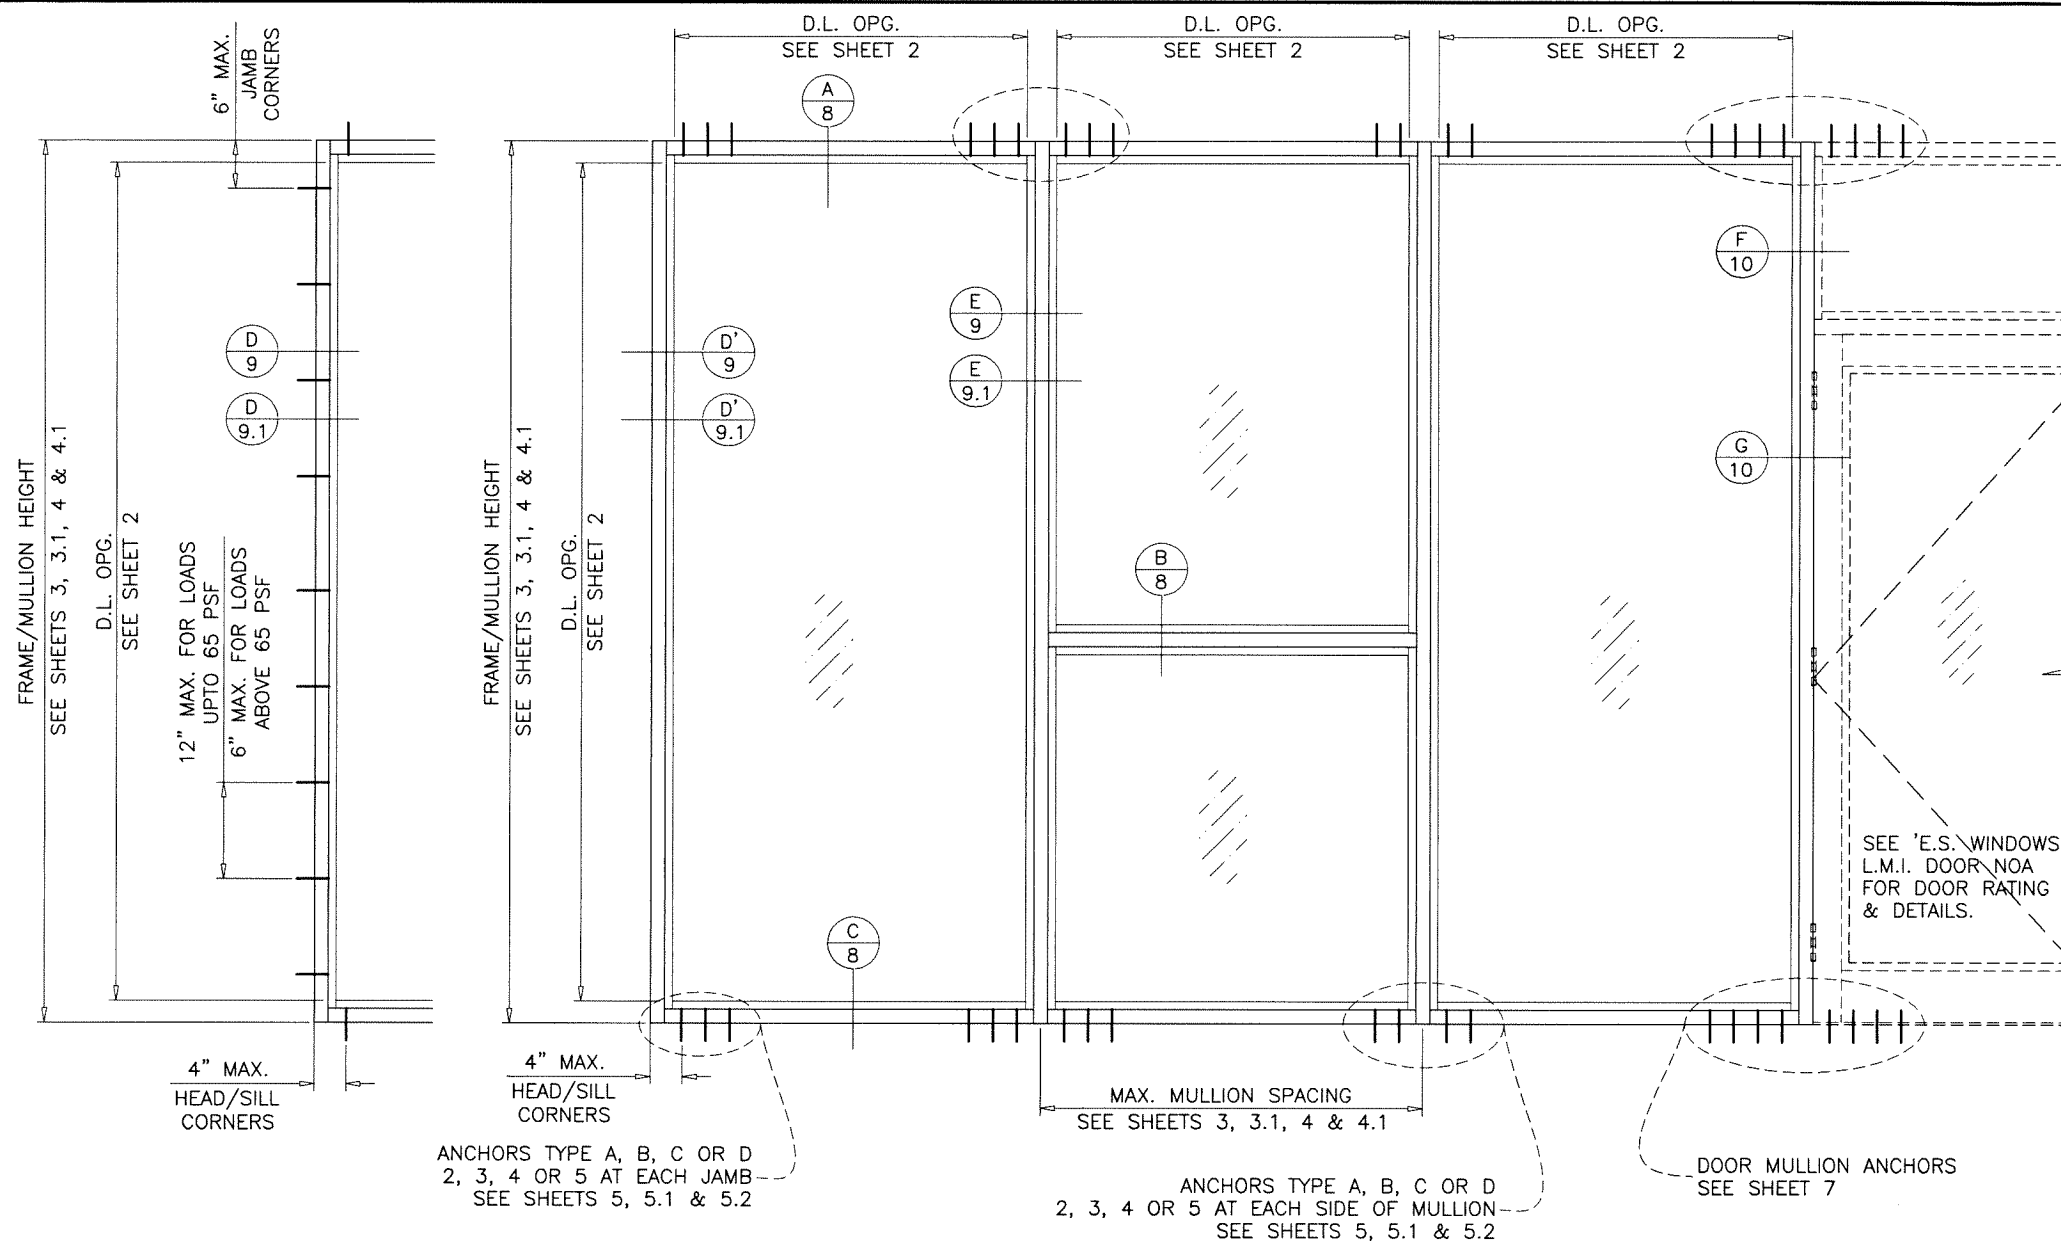 D.L. OPG.
SEE SHEET 2
D.L. OPG.
SEE SHEET 2
D.L. OPG.
SEE SHEET 2
6" MAX.
JAMB
CORNERS
A
8
FRAME/MULLION HEIGHT
SEE SHEETS 3, 3.1, 4 & 4.1
D.L. OPG.
SEE SHEET 2
12" MAX. FOR LOADS
UPTO 65 PSF
6" MAX. FOR LOADS
ABOVE 65 PSF
D
9
D
9.1
FRAME/MULLION HEIGHT
SEE SHEETS 3, 3.1, 4 & 4.1
D.L. OPG.
SEE SHEET 2
D'
9
D'
9.1
E
9
E
9.1
F
10
G
10
B
8
C
8
SEE 'E.S. WINDOWS
L.M.I. DOOR NOA
FOR DOOR RATING
& DETAILS.
4" MAX.
HEAD/SILL
CORNERS
4" MAX.
HEAD/SILL
CORNERS
MAX. MULLION SPACING
SEE SHEETS 3, 3.1, 4 & 4.1
ANCHORS TYPE A, B, C OR D
2, 3, 4 OR 5 AT EACH JAMB
SEE SHEETS 5, 5.1 & 5.2
ANCHORS TYPE A, B, C OR D
2, 3, 4 OR 5 AT EACH SIDE OF MULLION
SEE SHEETS 5, 5.1 & 5.2
DOOR MULLION ANCHORS
SEE SHEET 7